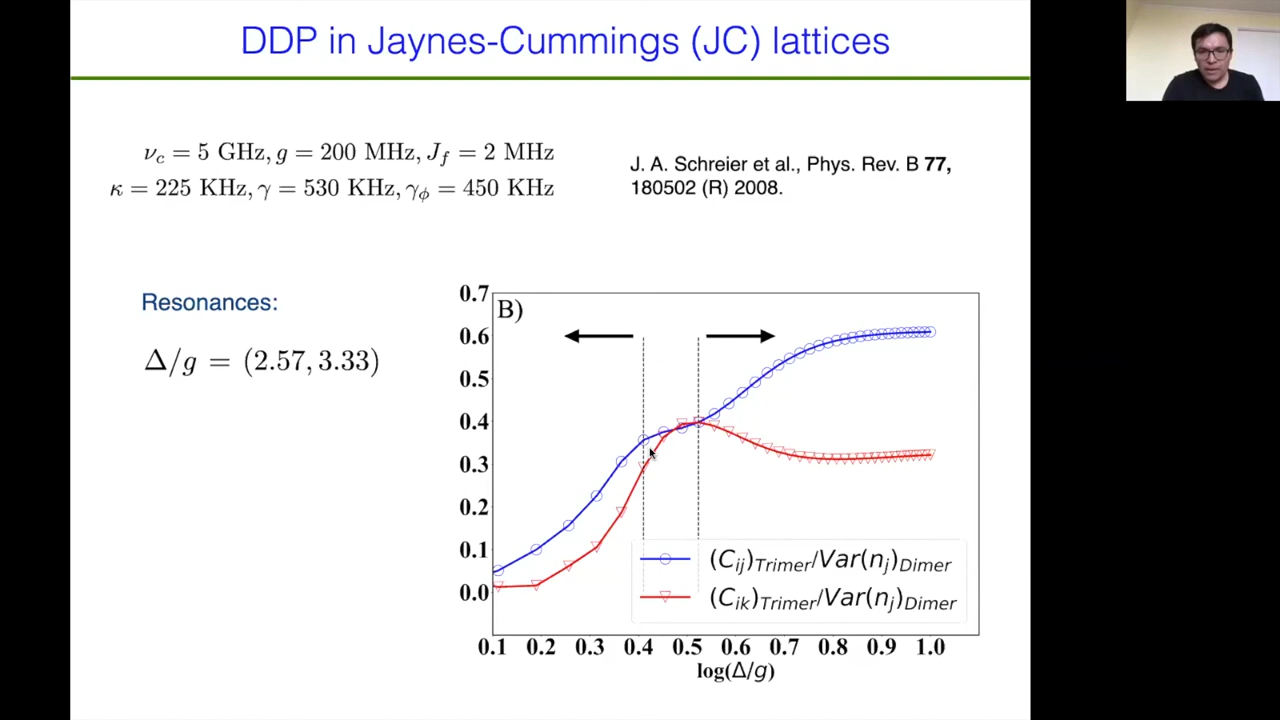 DDP in Jaynes-Cummings (JC) lattices
ν_c = 5 GHz, g = 200 MHz, J_f = 2 MHz
κ = 225 KHz, γ = 530 KHz, γ_ϕ = 450 KHz
J. A. Schreier et al., Phys. Rev. B 77,
180502 (R) 2008.
Resonances:
Δ/g = (2.57, 3.33)
B)
0.7
0.6
0.5
0.4
0.3
0.2
0.1
0.0
(C_ij)_Trimer/Var(n_j)_Dimer
(C_ik)_Trimer/Var(n_j)_Dimer
0.1 0.2 0.3 0.4 0.5 0.6 0.7 0.8 0.9 1.0
log(Δ/g)